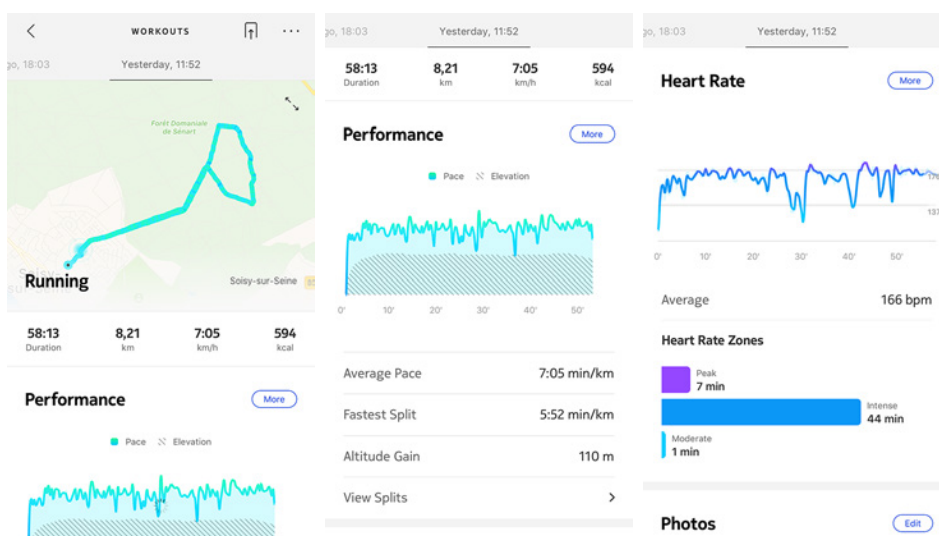 WORKOUTS
go, 18:03 Yesterday, 11:52
Forêt Domaniale
de Sénart
Running
Soisy-sur-Seine
58:13 8,21 7:05 594
Duration km km/h kcal
Performance More
Pace Elevation
go, 18:03 Yesterday, 11:52
58:13 8,21 7:05 594
Duration km km/h kcal
Performance More
Pace Elevation
0' 10' 20' 30' 40' 50'
Average Pace 7:05 min/km
Fastest Split 5:52 min/km
Altitude Gain 110 m
View Splits
go, 18:03 Yesterday, 11:52
Heart Rate More
137
0' 10' 20' 30' 40' 50'
Average 166 bpm
Heart Rate Zones
Peak
7 min
Intense
44 min
Moderate
1 min
Photos Edit